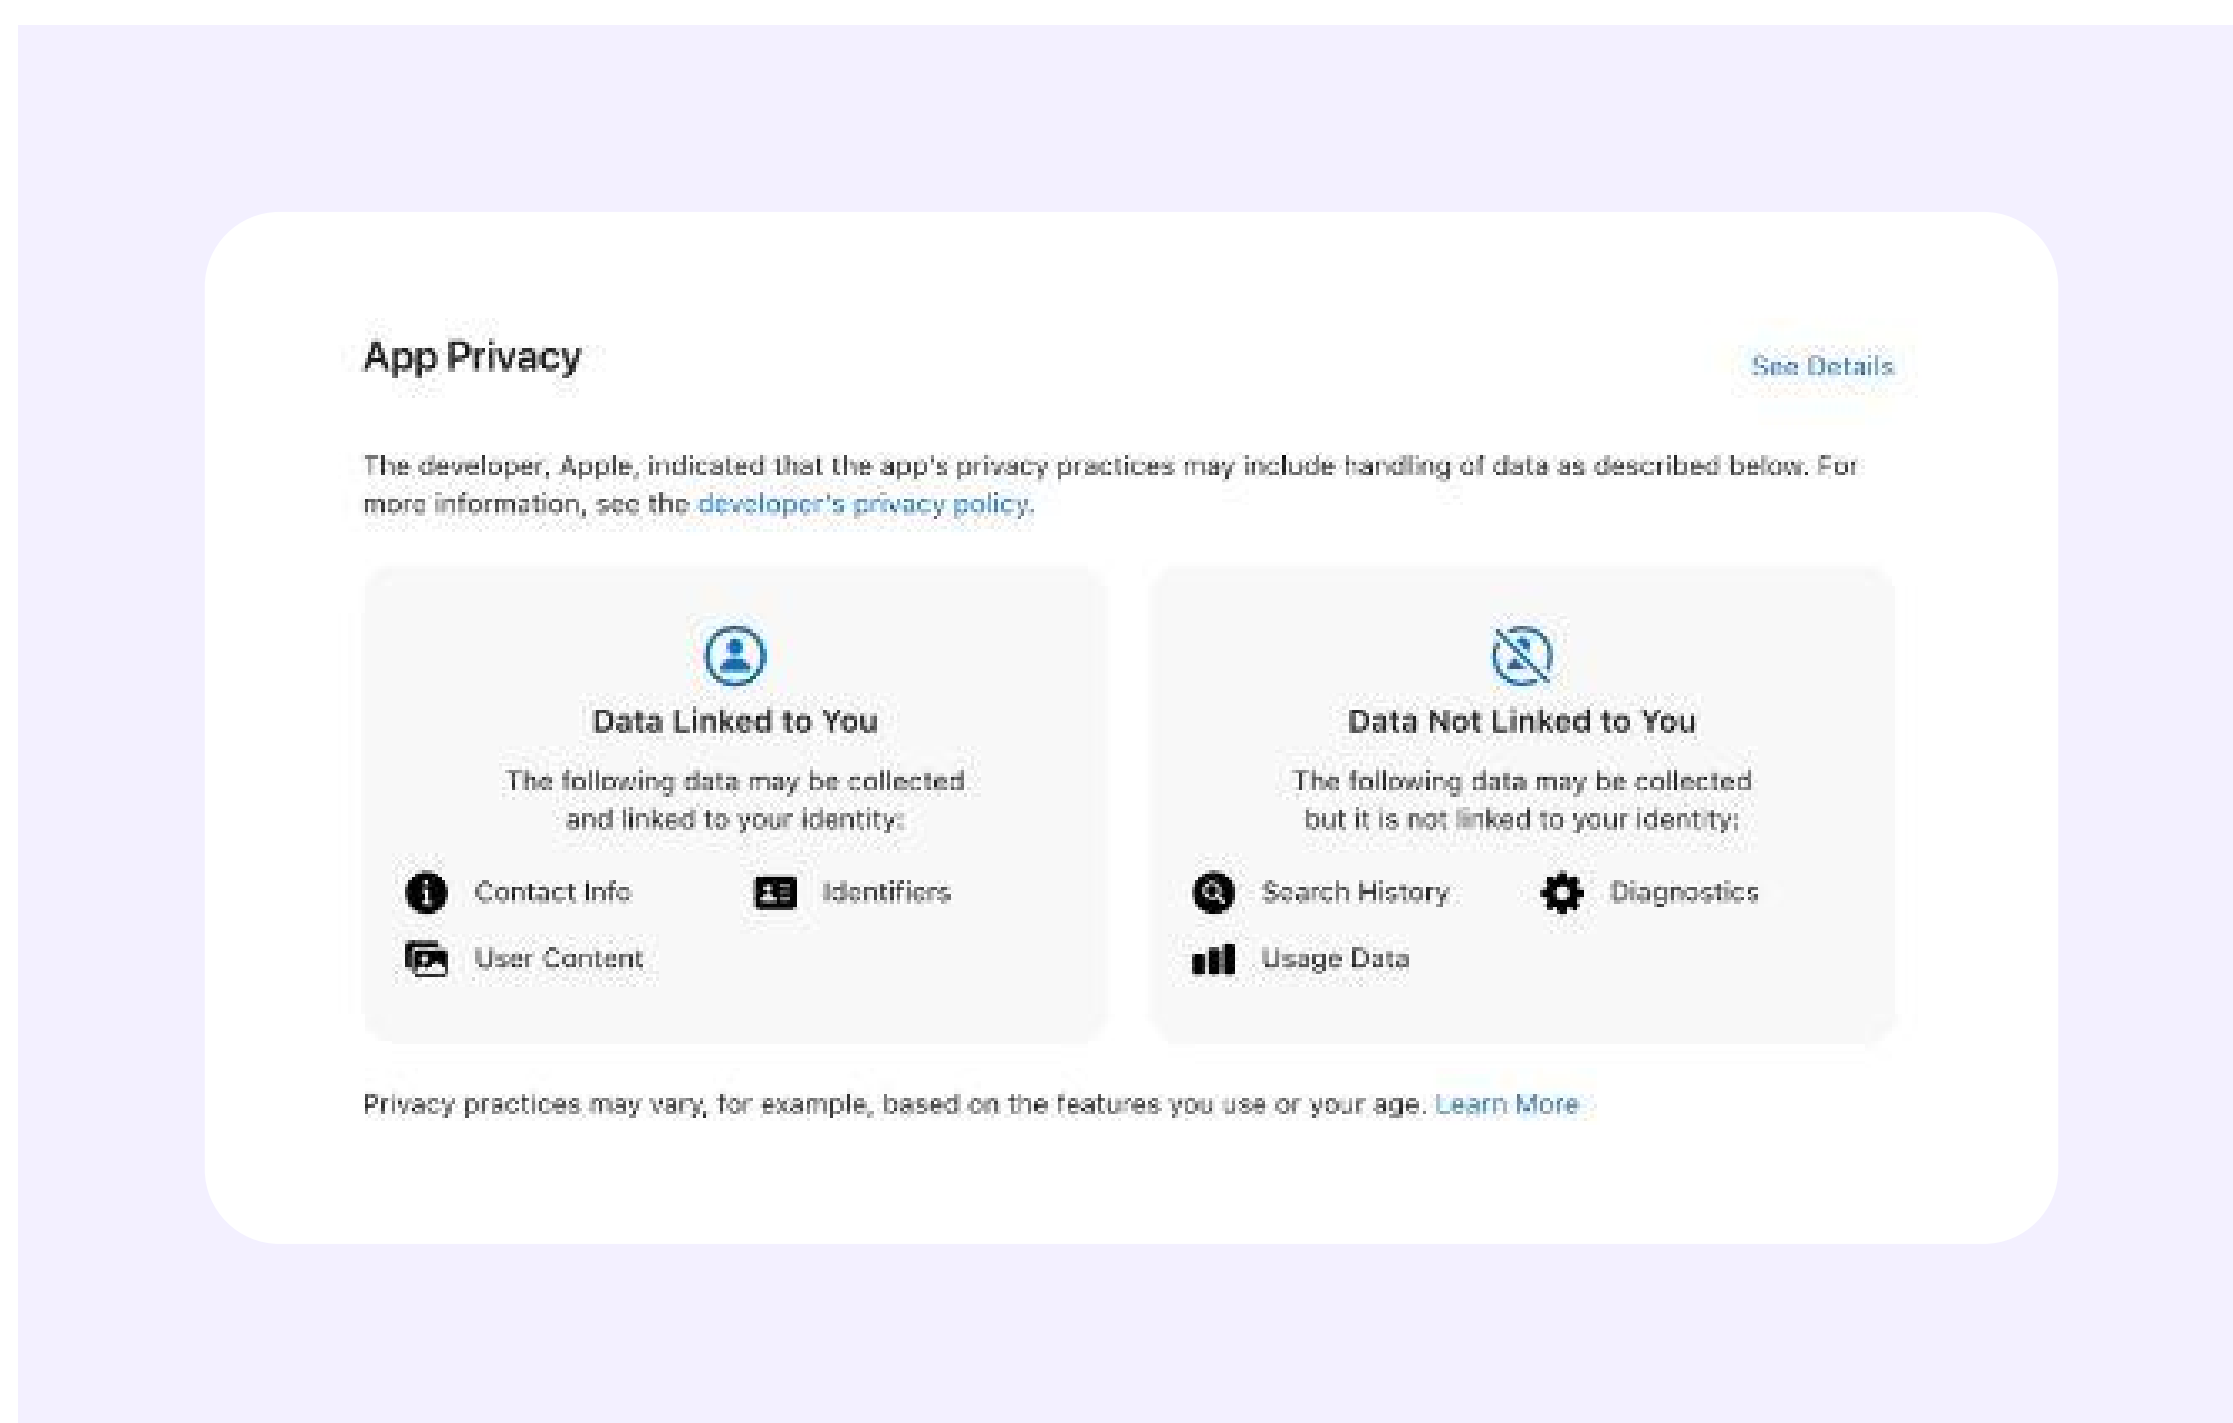 App Privacy
See Details
The developer, Apple, indicated that the app's privacy practices may include handling of data as described below. For
more information, see the developer's privacy policy.
Data Linked to You
The following data may be collected
and linked to your identity:
Contact Info
Identifiers
User Content
Data Not Linked to You
The following data may be collected
but it is not linked to your identity:
Search History
Diagnostics
Usage Data
Privacy practices may vary, for example, based on the features you use or your age. Learn More